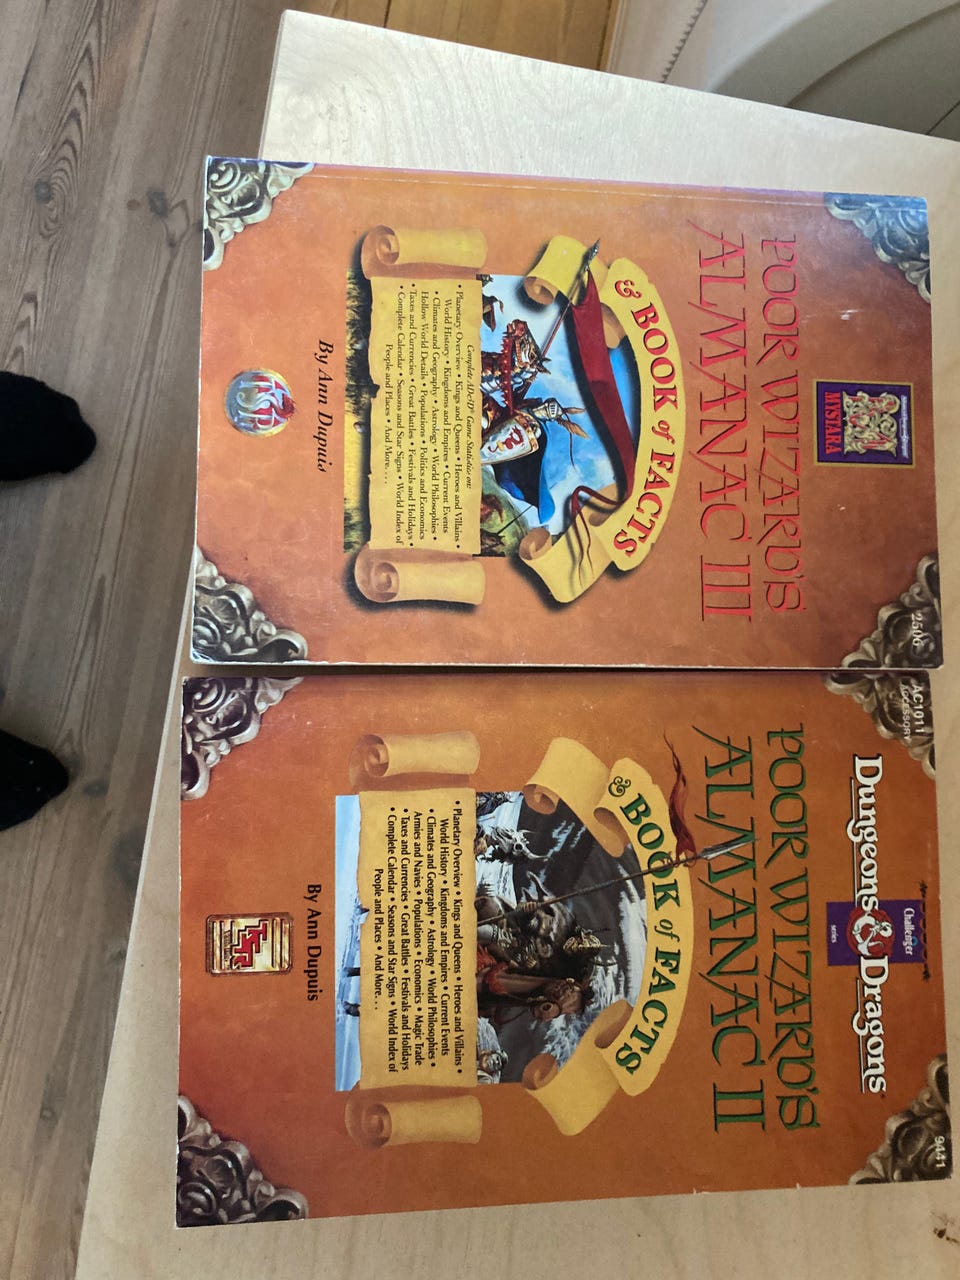 MYSTARA
2506
POOR WIZARD'S
ALMANAC III
& BOOK of FACTS
Complete AD&D® Game Statistics on:
• Planetary Overview • Kings and Queens • Heroes and Villains •
World History • Kingdoms and Empires • Current Events
• Climates and Geography • Astrology • World Philosophies •
Hollow World Details • Populations • Politics and Economics
• Taxes and Currencies • Great Battles • Festivals and Holidays •
• Complete Calendar • Seasons and Star Signs • World Index of
People and Places • And More. . . .
By Ann Dupuis
TSR
AC1011
ACCESSORY
Dungeons & Dragons
Challenger
series
9441
POOR WIZARD'S
ALMANAC II
& BOOK of FACTS
• Planetary Overview • Kings and Queens • Heroes and Villains •
World History • Kingdoms and Empires • Current Events
• Climates and Geography • Astrology • World Philosophies •
Armies and Navies • Populations • Economics • Magic Trade
• Taxes and Currencies • Great Battles • Festivals and Holidays
• Complete Calendar • Seasons and Star Signs • World Index of
People and Places • And More. . .
By Ann Dupuis
TSR